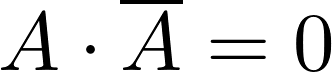 A · A̅ = 0